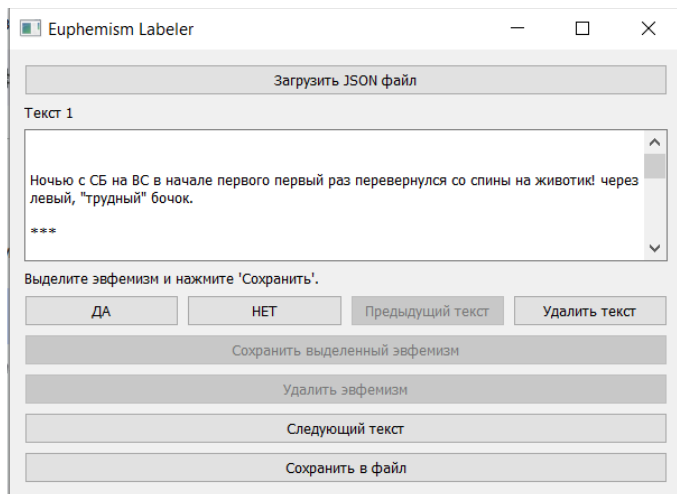 Euphemism Labeler
Загрузить JSON файл
Текст 1
Ночью с СБ на ВС в начале первого первый раз перевернулся со спины на животик! через
левый, "трудный" бочок.
***
Выделите эвфемизм и нажмите 'Сохранить'.
ДА НЕТ Предыдущий текст Удалить текст
Сохранить выделенный эвфемизм
Удалить эвфемизм
Следующий текст
Сохранить в файл